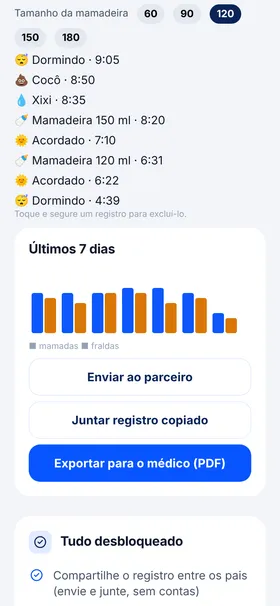 Tamanho da mamadeira 60 90 120
150 180
😴 Dormindo · 9:05
💩 Cocô · 8:50
💧 Xixi · 8:35
🍼 Mamadeira 150 ml · 8:20
🌞 Acordado · 7:10
🍼 Mamadeira 120 ml · 6:31
🌞 Acordado · 6:22
😴 Dormindo · 4:39
Toque e segure um registro para excluí-lo.
Últimos 7 dias
mamadas fraldas
Enviar ao parceiro
Juntar registro copiado
Exportar para o médico (PDF)
Tudo desbloqueado
Compartilhe o registro entre os pais
(envie e junte, sem contas)